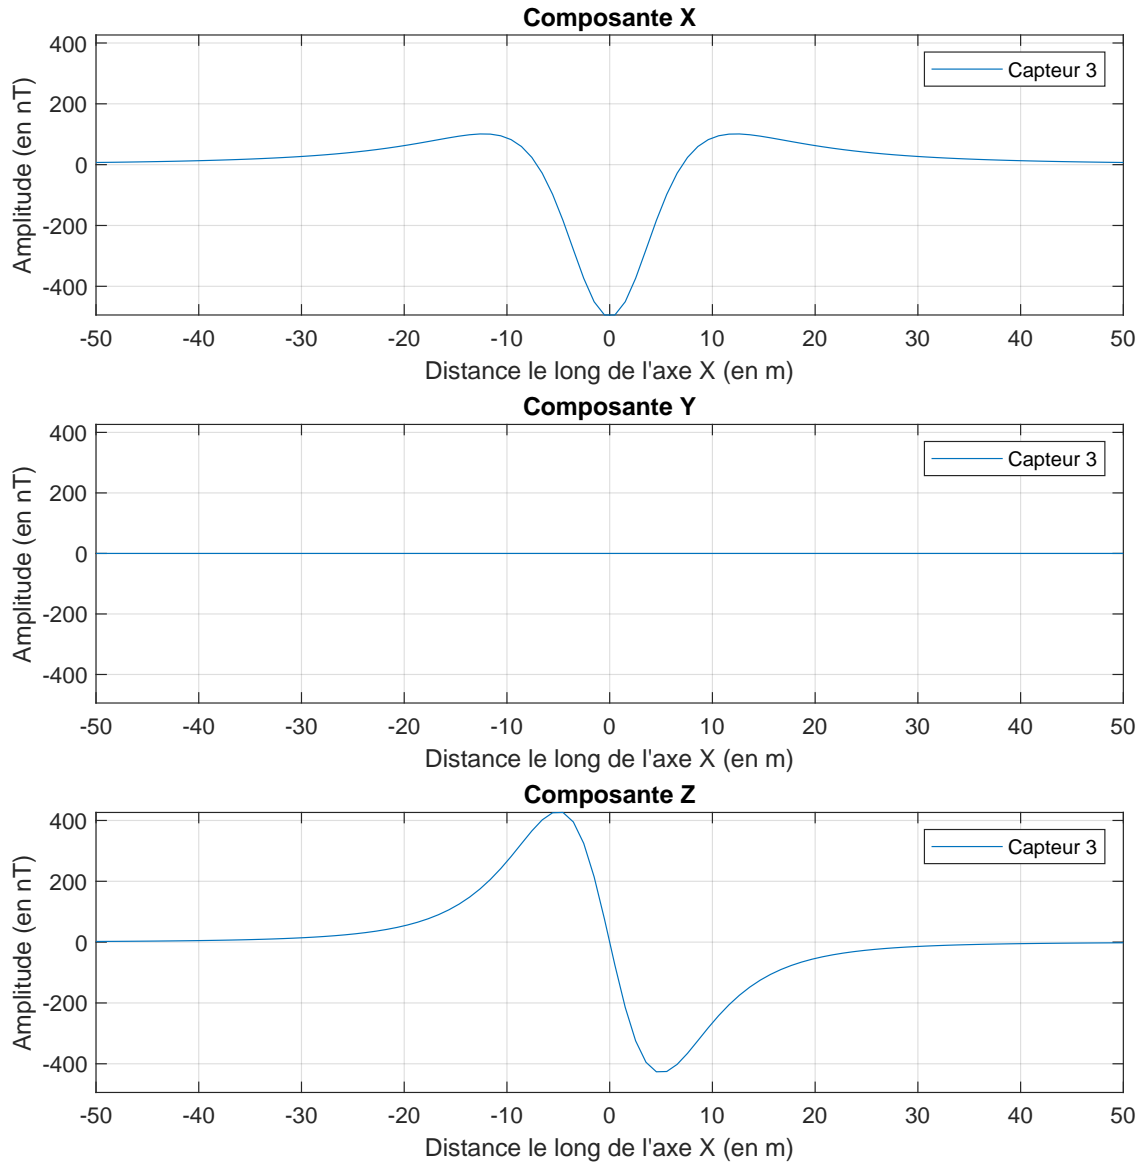 Composante X
400
200
0
-200
-400
Amplitude (en nT)
Capteur 3
-50 -40 -30 -20 -10 0 10 20 30 40 50
Distance le long de l'axe X (en m)
Composante Y
400
200
0
-200
-400
Amplitude (en nT)
Capteur 3
-50 -40 -30 -20 -10 0 10 20 30 40 50
Distance le long de l'axe X (en m)
Composante Z
400
200
0
-200
-400
Amplitude (en nT)
Capteur 3
-50 -40 -30 -20 -10 0 10 20 30 40 50
Distance le long de l'axe X (en m)